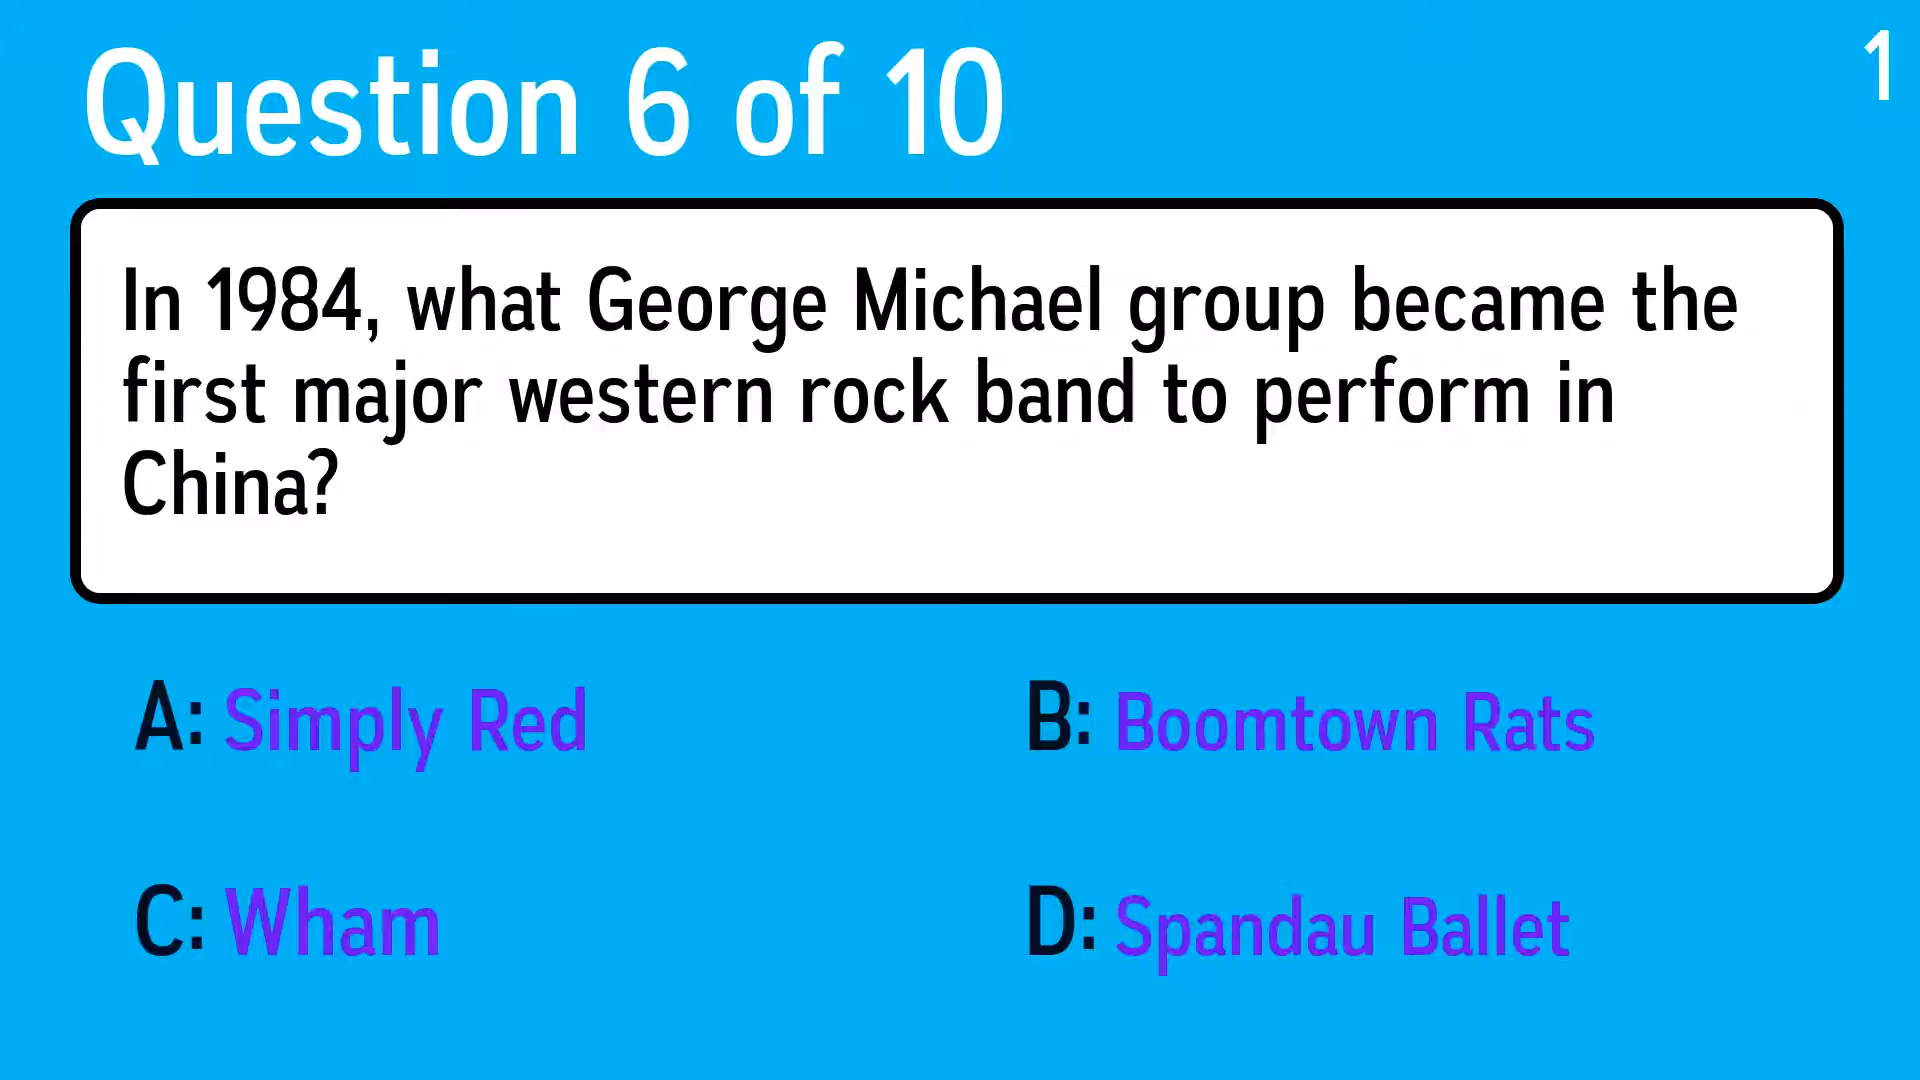 Question 6 of 10
1
In 1984, what George Michael group became the
first major western rock band to perform in
China?
A: Simply Red
B: Boomtown Rats
C: Wham
D: Spandau Ballet